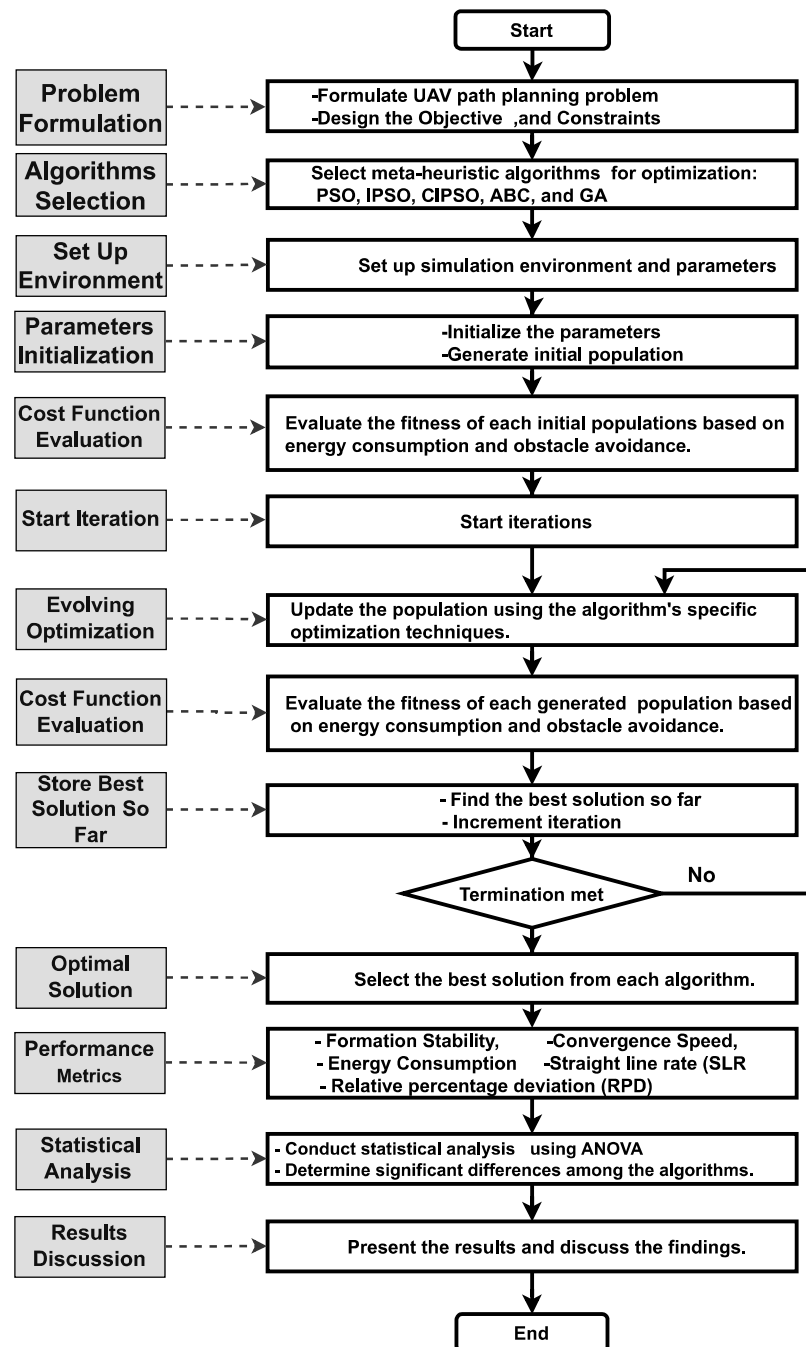 Start
Problem
Formulation
-Formulate UAV path planning problem
-Design the Objective ,and Constraints
Algorithms
Selection
Select meta-heuristic algorithms for optimization:
PSO, IPSO, CIPSO, ABC, and GA
Set Up
Environment
Set up simulation environment and parameters
Parameters
Initialization
-Initialize the parameters
-Generate initial population
Cost Function
Evaluation
Evaluate the fitness of each initial populations based on
energy consumption and obstacle avoidance.
Start Iteration
Start iterations
Evolving
Optimization
Update the population using the algorithm's specific
optimization techniques.
Cost Function
Evaluation
Evaluate the fitness of each generated population based
on energy consumption and obstacle avoidance.
Store Best
Solution So
Far
- Find the best solution so far
- Increment iteration
Termination met
No
Optimal
Solution
Select the best solution from each algorithm.
Performance
Metrics
- Formation Stability, -Convergence Speed,
- Energy Consumption -Straight line rate (SLR
- Relative percentage deviation (RPD)
Statistical
Analysis
- Conduct statistical analysis using ANOVA
- Determine significant differences among the algorithms.
Results
Discussion
Present the results and discuss the findings.
End